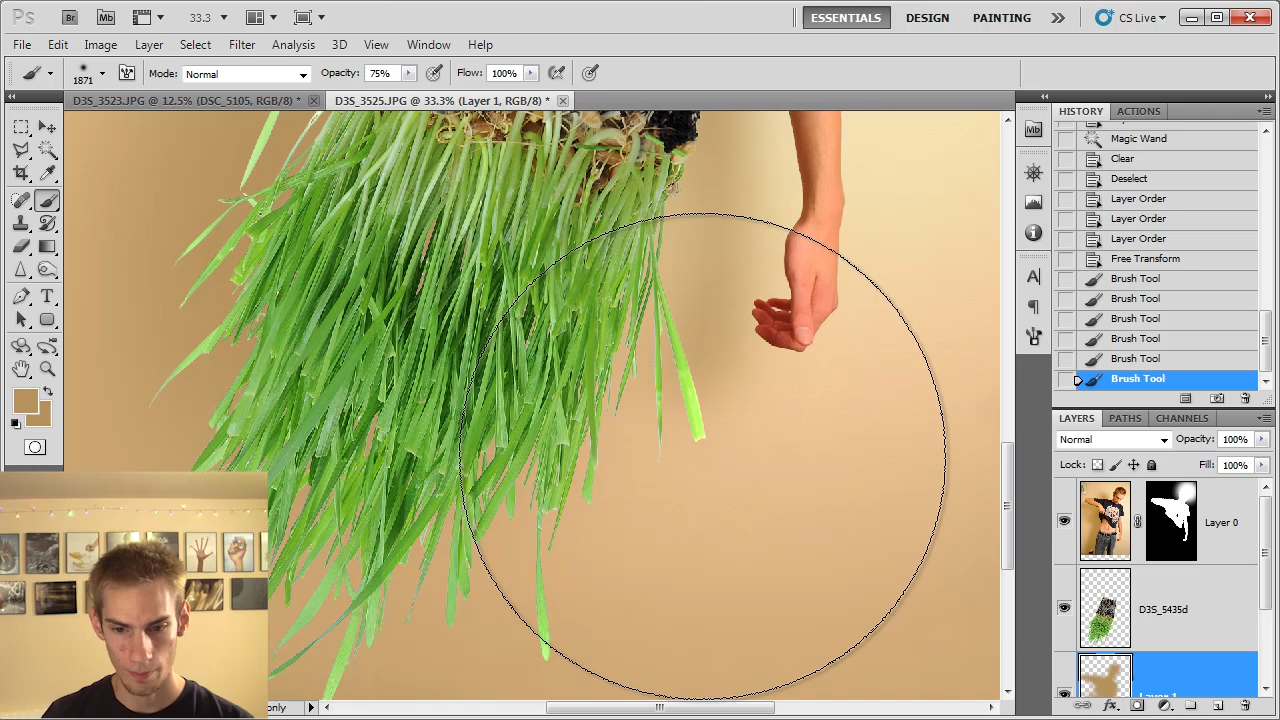 Ps Br Mb 33.3 ESSENTIALS DESIGN PAINTING CS Live
File Edit Image Layer Select Filter Analysis 3D View Window Help
1871 Mode: Normal Opacity: 75% Flow: 100%
D3S_3523.JPG @ 12.5% (DSC_5105, RGB/8) * D3S_3525.JPG @ 33.3% (Layer 1, RGB/8) *
HISTORY ACTIONS
Mb
Magic Wand
Clear
Deselect
Layer Order
Layer Order
Layer Order
Free Transform
Brush Tool
Brush Tool
Brush Tool
Brush Tool
Brush Tool
Brush Tool
LAYERS PATHS CHANNELS
Normal Opacity: 100%
Lock: Fill: 100%
Layer 0
D3S_5435d
Layer 1
only